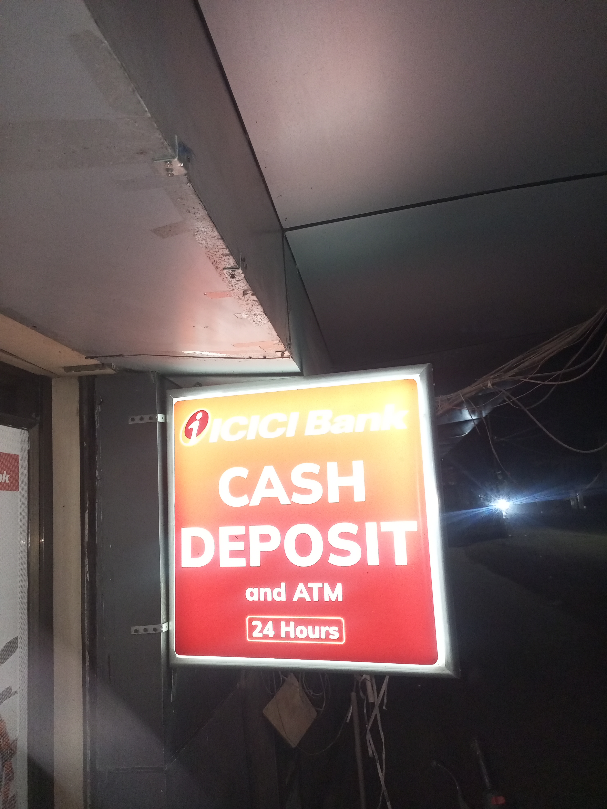 ICICI Bank
CASH
DEPOSIT
and ATM
24 Hours